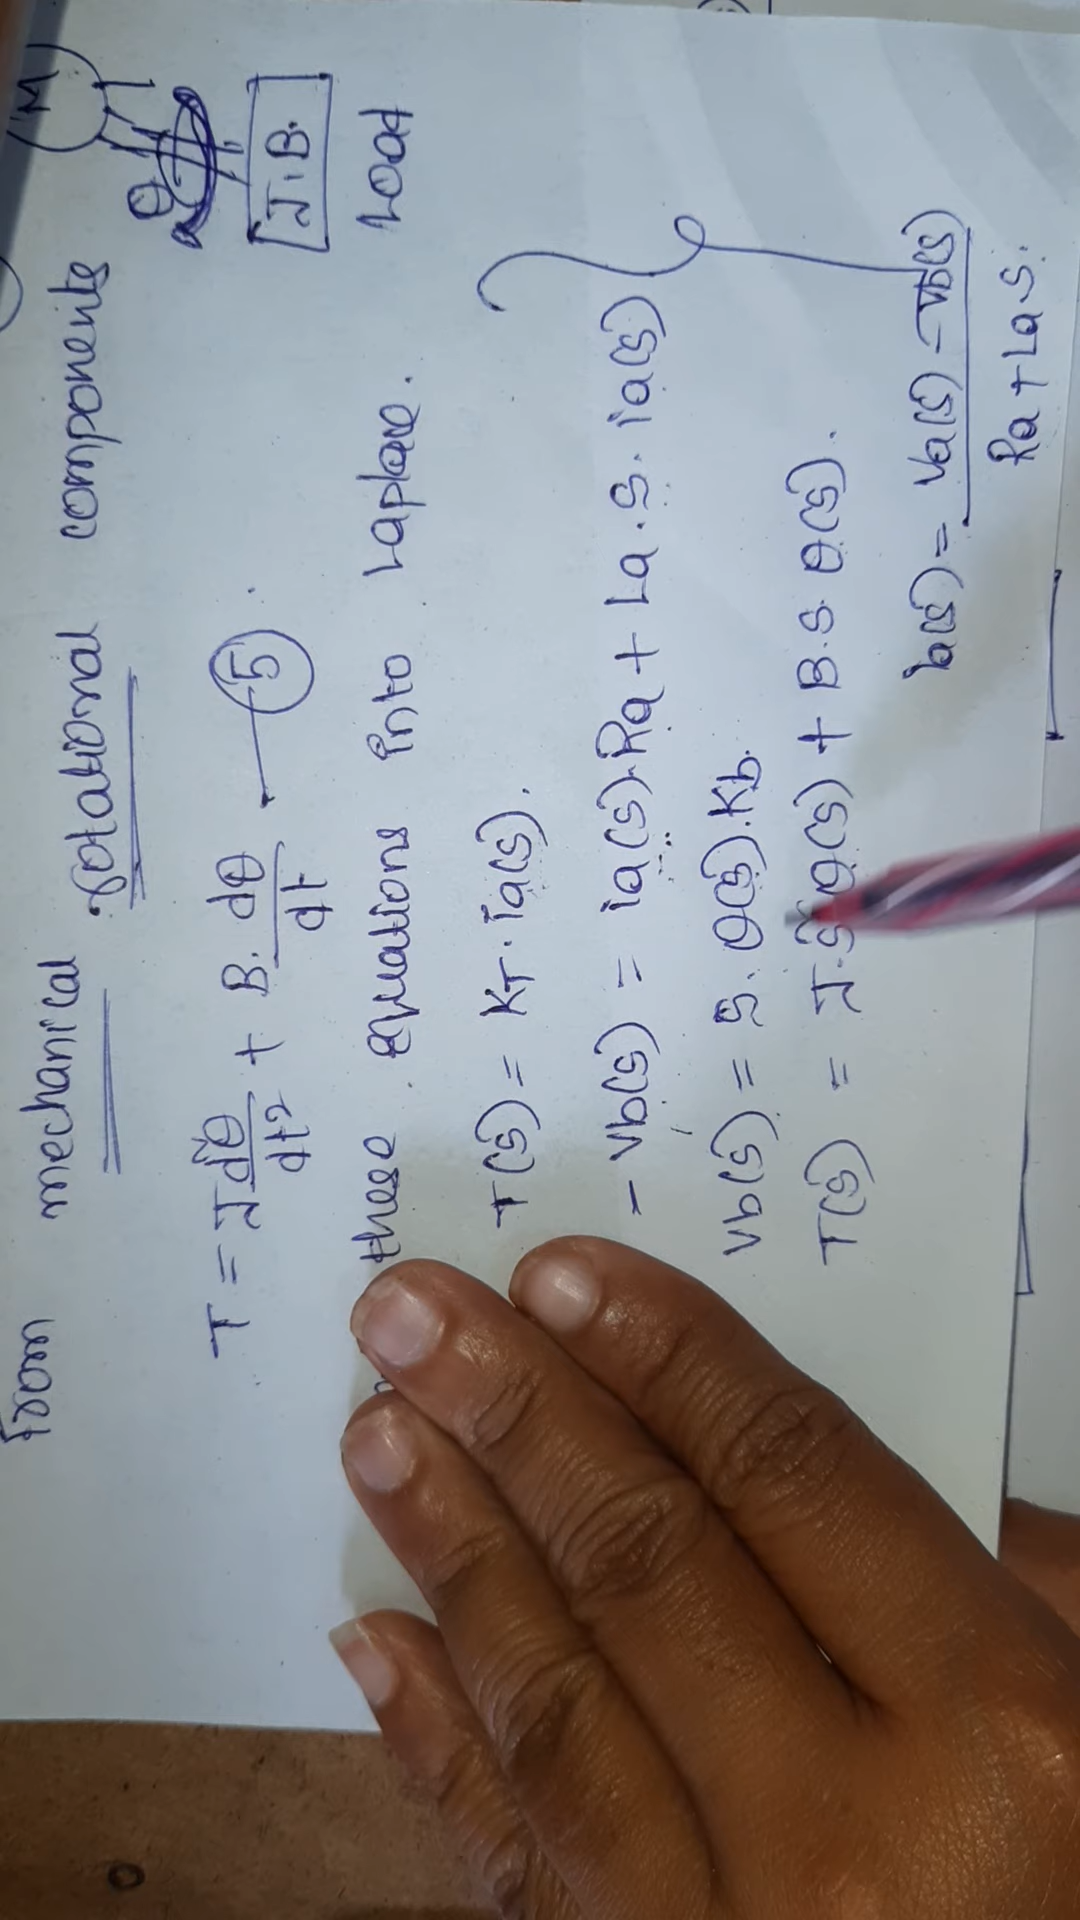 From mechanical rotational components
M
θ
J, B.
Load
T = J d²θ/dt² + B. dθ/dt. — 5
these equations into Laplace.
T(s) = KT . ia(s).
- Vb(s) = ia(s).Ra + La . S . ia(s)
Vb(s) = S. θ(s).Kb.
T(s) = J.S²θ(s) + B.S θ(s).
ia(s) = Va(s) - Vb(s) / Ra + La.S.